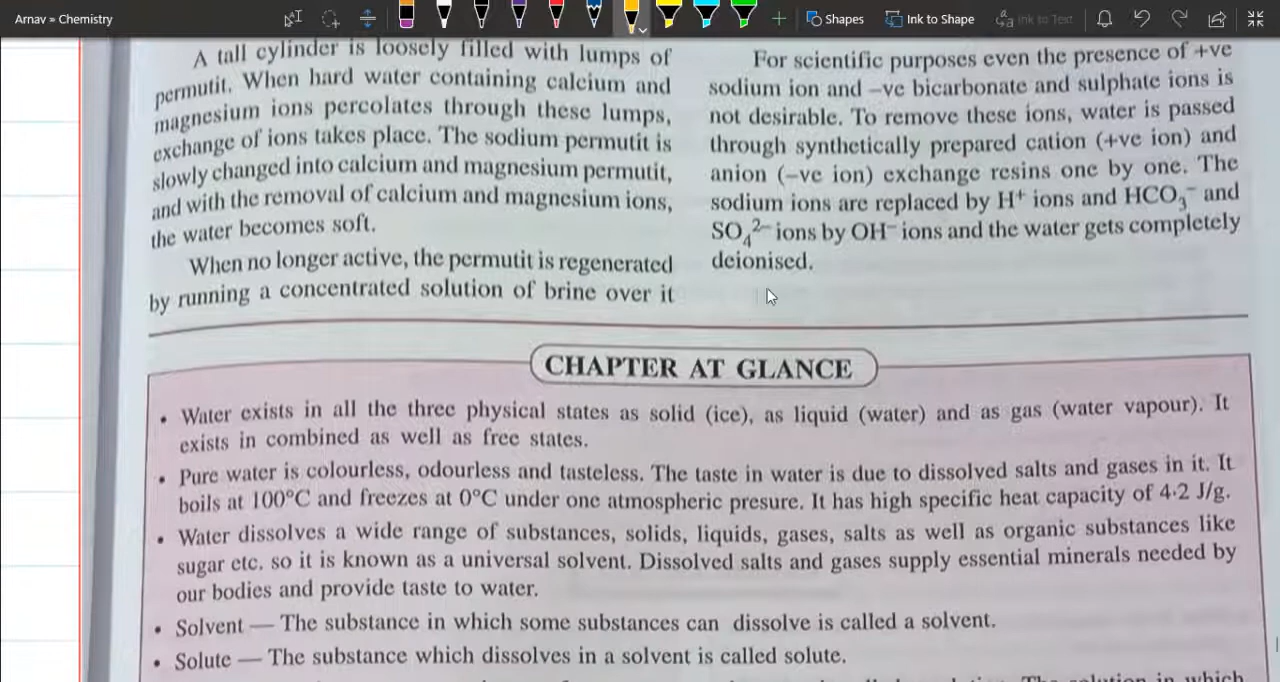 Arnav » Chemistry
Shapes
Ink to Shape
Ink to Text
A tall cylinder is loosely filled with lumps of
permutit. When hard water containing calcium and
magnesium ions percolates through these lumps,
exchange of ions takes place. The sodium permutit is
slowly changed into calcium and magnesium permutit,
and with the removal of calcium and magnesium ions,
the water becomes soft.
When no longer active, the permutit is regenerated
by running a concentrated solution of brine over it
For scientific purposes even the presence of +ve
sodium ion and –ve bicarbonate and sulphate ions is
not desirable. To remove these ions, water is passed
through synthetically prepared cation (+ve ion) and
anion (–ve ion) exchange resins one by one. The
sodium ions are replaced by H⁺ ions and HCO₃⁻ and
SO₄²⁻ ions by OH⁻ ions and the water gets completely
deionised.
CHAPTER AT GLANCE
• Water exists in all the three physical states as solid (ice), as liquid (water) and as gas (water vapour). It
exists in combined as well as free states.
• Pure water is colourless, odourless and tasteless. The taste in water is due to dissolved salts and gases in it. It
boils at 100°C and freezes at 0°C under one atmospheric presure. It has high specific heat capacity of 4·2 J/g.
• Water dissolves a wide range of substances, solids, liquids, gases, salts as well as organic substances like
sugar etc. so it is known as a universal solvent. Dissolved salts and gases supply essential minerals needed by
our bodies and provide taste to water.
• Solvent — The substance in which some substances can dissolve is called a solvent.
• Solute — The substance which dissolves in a solvent is called solute.
The solution in which